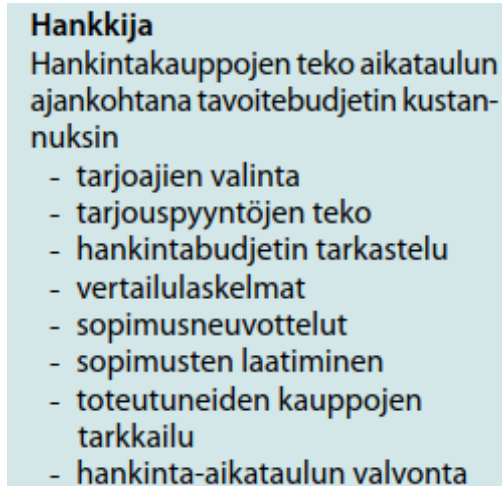 Hankkija
Hankintakauppojen teko aikataulun
ajankohtana tavoitebudjetin kustan-
nuksin
- tarjoajien valinta
- tarjouspyyntöjen teko
- hankintabudjetin tarkastelu
- vertailulaskelmat
- sopimusneuvottelut
- sopimusten laatiminen
- toteutuneiden kauppojen
tarkkailu
- hankinta-aikataulun valvonta